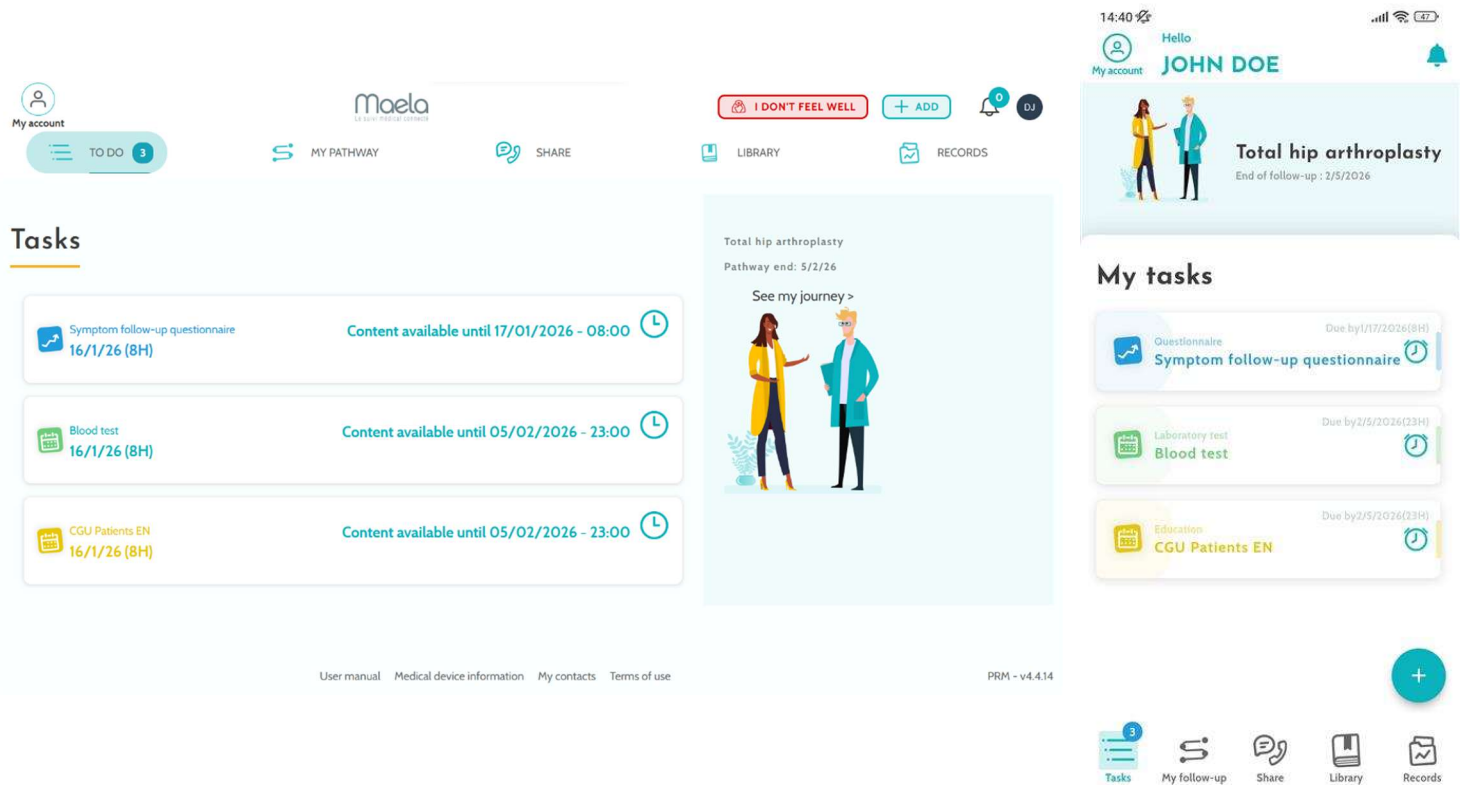 My account
Maela
Le suivi médical connecté
I DON'T FEEL WELL
+ ADD
0
DJ
TO DO 3
MY PATHWAY
SHARE
LIBRARY
RECORDS
Tasks
Symptom follow-up questionnaire
16/1/26 (8H)
Content available until 17/01/2026 - 08:00
Blood test
16/1/26 (8H)
Content available until 05/02/2026 - 23:00
CGU Patients EN
16/1/26 (8H)
Content available until 05/02/2026 - 23:00
Total hip arthroplasty
Pathway end: 5/2/26
See my journey >
User manual Medical device information My contacts Terms of use
PRM - v4.4.14
14:40
47
My account
Hello
JOHN DOE
Total hip arthroplasty
End of follow-up : 2/5/2026
My tasks
Due by1/17/2026(8H)
Questionnaire
Symptom follow-up questionnaire
Due by2/5/2026(23H)
Laboratory test
Blood test
Due by2/5/2026(23H)
Education
CGU Patients EN
+
3
Tasks
My follow-up
Share
Library
Records